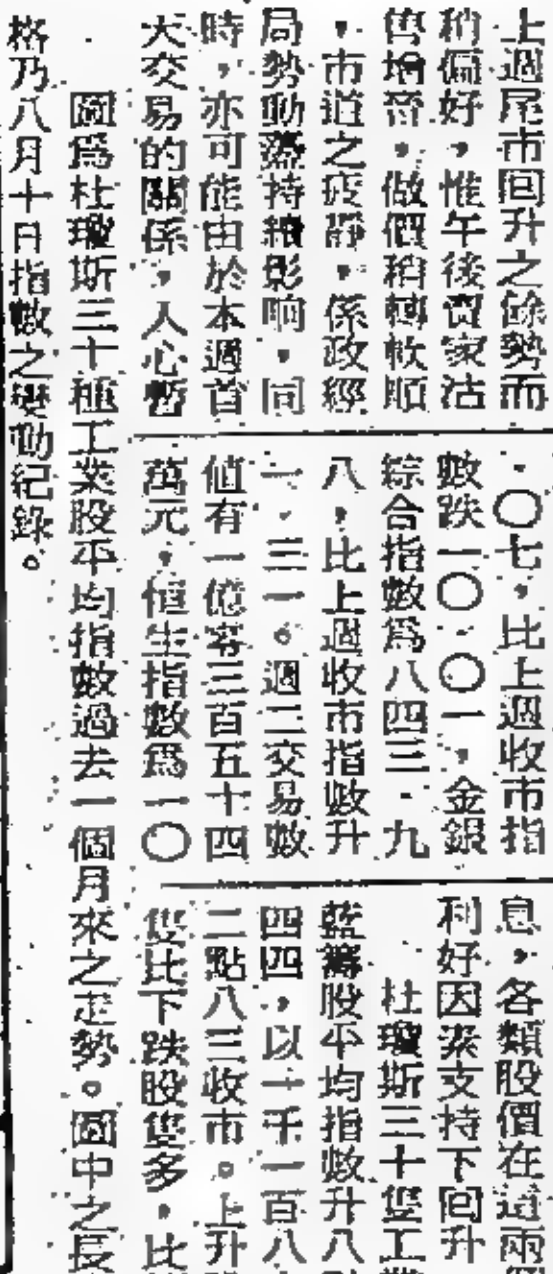 上週尾市回升之餘勢而
稍偏好，惟午後賣家沽
售增音，做價稍轉軟順
，市道之疲靜，係政經
局勢動盪持續影响，同
時，亦可能由於本週首
大交易的關係，人心暫
．〇七，比上週收市指
數跌一〇．〇一，金銀
綜合指數爲八四三．九
八，比上週收市指數升
一．三一。週二交易數
值有一億零三百五十四
萬元，恒生指數爲一〇
息，各類股價在這兩個
利好因素支持下回升
杜瓊斯三十隻工業
藍籌股平均指數升八
四四，以一千一百八
二點八三收市。上升
隻比下跌股隻多，比
圖爲杜瓊斯三十種工業股平均指數過去一個月來之走勢。圖中之長
格乃八月十日指數之變動紀錄。